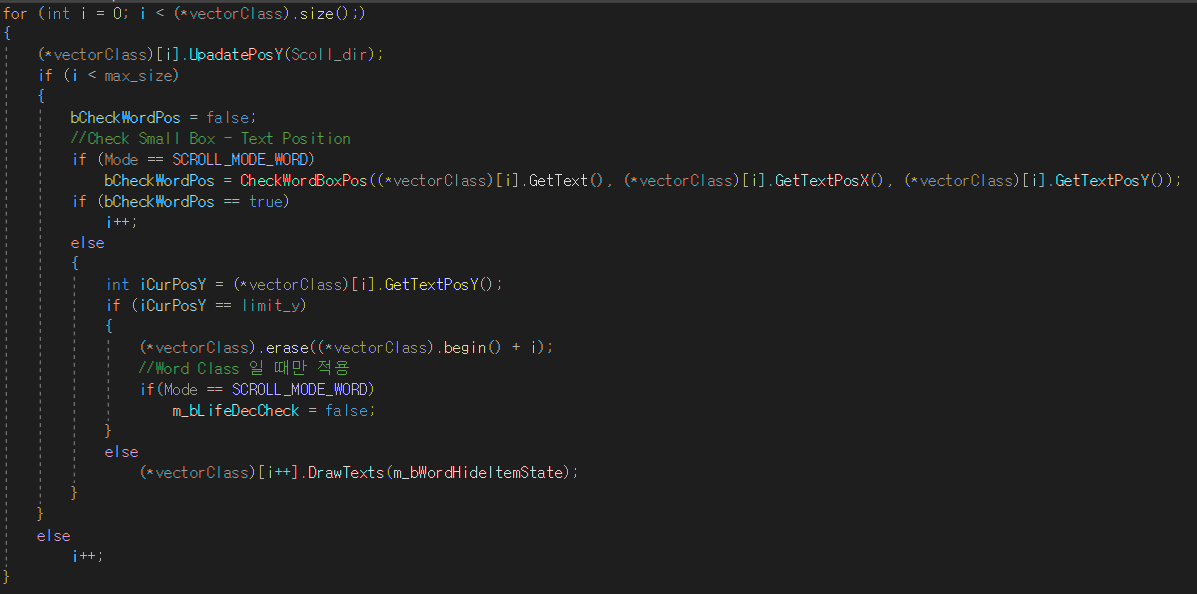 for (int i = 0; i < (*vectorClass).size();)
{
(*vectorClass)[i].UpadatePosY(Scoll_dir);
if (i < max_size)
{
bCheckWordPos = false;
//Check Small Box - Text Position
if (Mode == SCROLL_MODE_WORD)
bCheckWordPos = CheckWordBoxPos((*vectorClass)[i].GetText(), (*vectorClass)[i].GetTextPosX(), (*vectorClass)[i].GetTextPosY());
if (bCheckWordPos == true)
i++;
else
{
int iCurPosY = (*vectorClass)[i].GetTextPosY();
if (iCurPosY == limit_y)
{
(*vectorClass).erase((*vectorClass).begin() + i);
//Word Class 일 때만 적용
if(Mode == SCROLL_MODE_WORD)
m_bLifeDecCheck = false;
}
else
(*vectorClass)[i++].DrawTexts(m_bWordHideItemState);
}
}
else
i++;
}